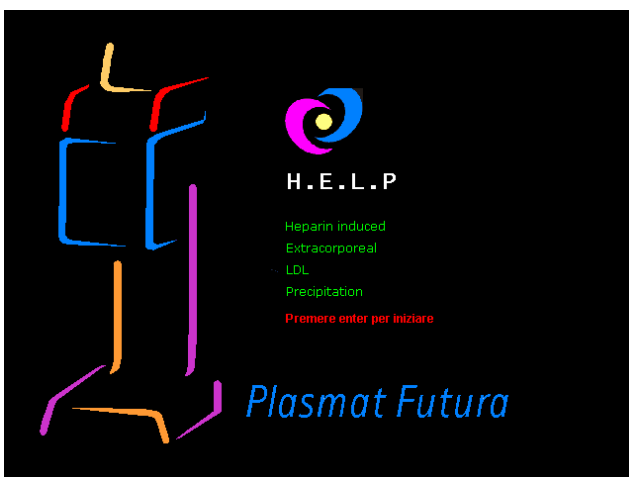 H.E.L.P
Heparin induced
Extracorporeal
LDL
Precipitation
Premere enter per iniziare
Plasmat Futura